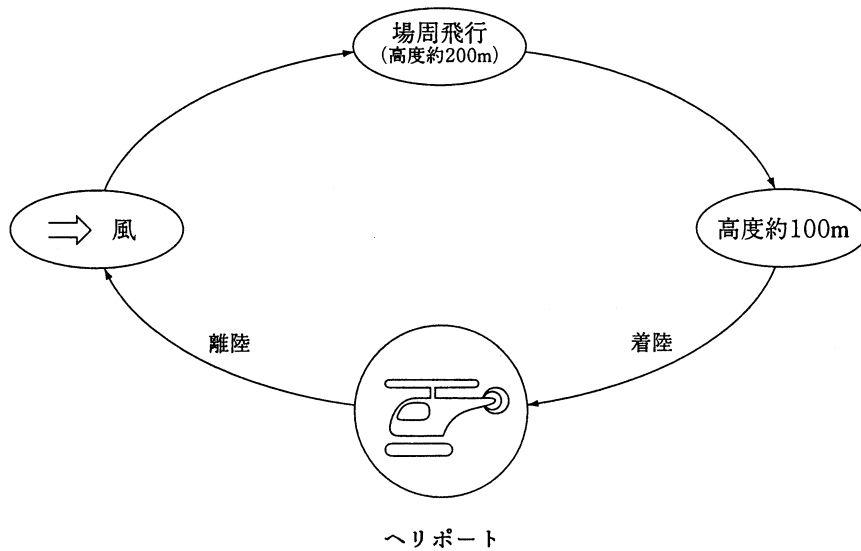 場周飛行
(高度約200m)
⇒ 風
高度約100m
離陸
着陸
ヘリポート